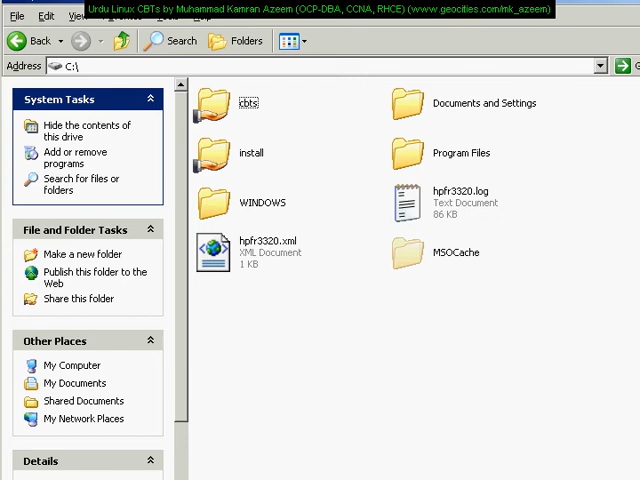 Urdu Linux CBTs by Muhammad Kamran Azeem (OCP-DBA, CCNA, RHCE) (www.geocities.com/mk_azeem)
File Edit
Back Search Folders
Address C:\
System Tasks
Hide the contents of
this drive
Add or remove
programs
Search for files or
folders
File and Folder Tasks
Make a new folder
Publish this folder to the
Web
Share this folder
Other Places
My Computer
My Documents
Shared Documents
My Network Places
Details
cbts
Documents and Settings
install
Program Files
WINDOWS
hpfr3320.log
Text Document
86 KB
hpfr3320.xml
XML Document
1 KB
MSOCache